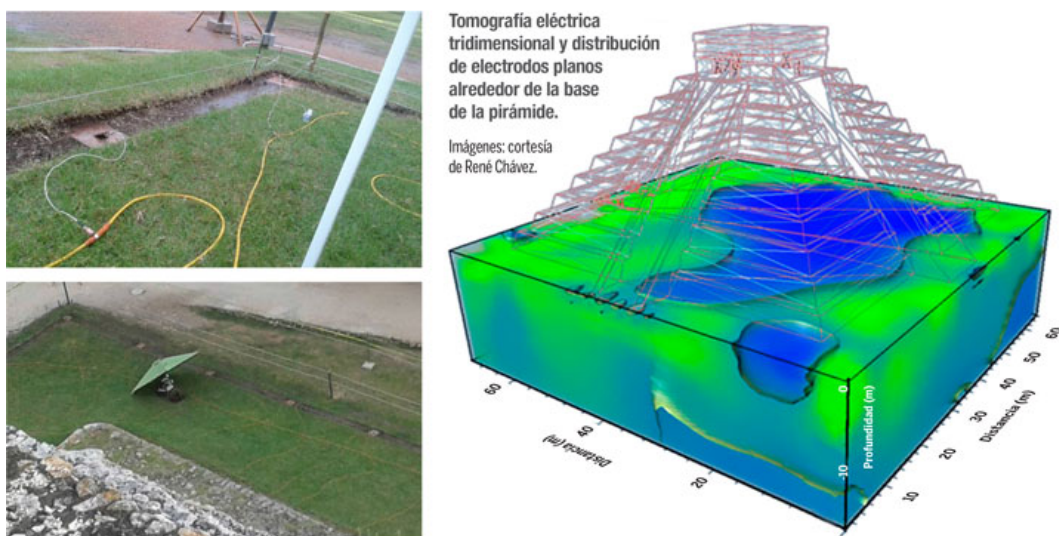 Tomografía eléctrica
tridimensional y distribución
de electrodos planos
alrededor de la base
de la pirámide.
Imágenes: cortesía
de René Chávez.
60
40
20
Distancia (m)
0
10
Profundidad (m)
10
20
30
40
50
60
Distancia (m)